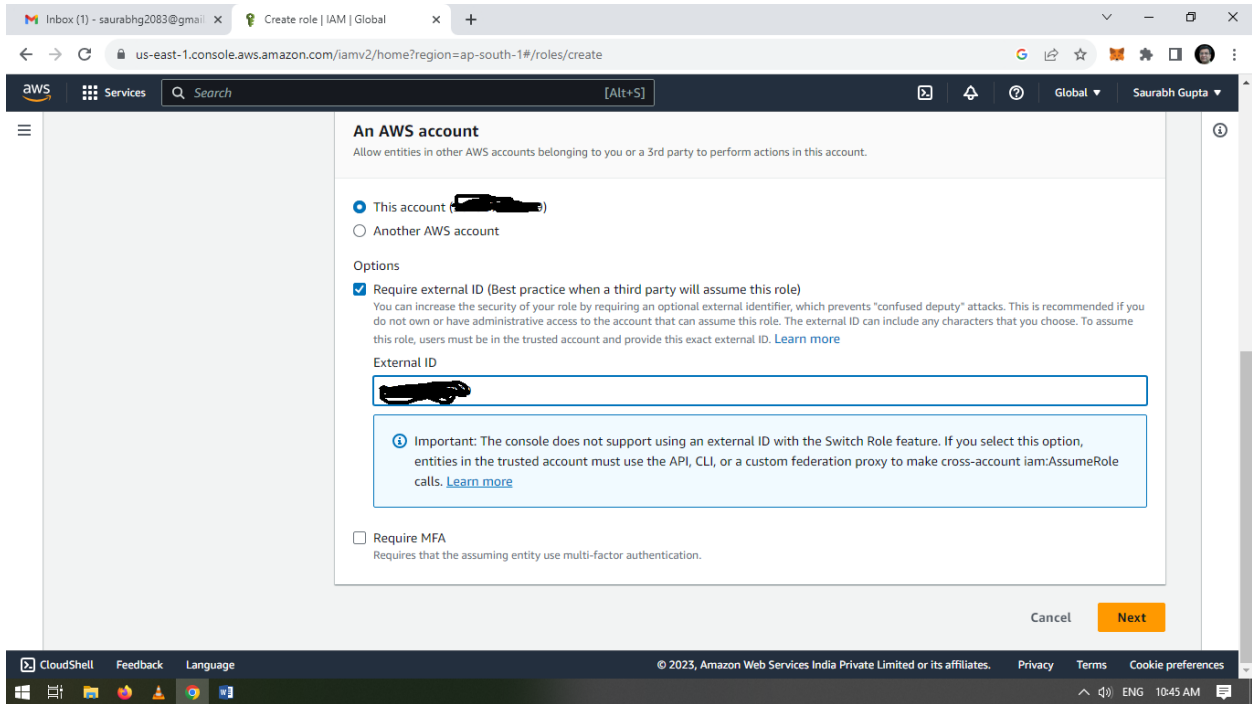 Inbox (1) - saurabhg2083@gmail
Create role | IAM | Global
us-east-1.console.aws.amazon.com/iamv2/home?region=ap-south-1#/roles/create
aws
Services
Search
[Alt+S]
Global
Saurabh Gupta
An AWS account
Allow entities in other AWS accounts belonging to you or a 3rd party to perform actions in this account.
This account ( )
Another AWS account
Options
Require external ID (Best practice when a third party will assume this role)
You can increase the security of your role by requiring an optional external identifier, which prevents "confused deputy" attacks. This is recommended if you
do not own or have administrative access to the account that can assume this role. The external ID can include any characters that you choose. To assume
this role, users must be in the trusted account and provide this exact external ID. Learn more
External ID
Important: The console does not support using an external ID with the Switch Role feature. If you select this option,
entities in the trusted account must use the API, CLI, or a custom federation proxy to make cross-account iam:AssumeRole
calls. Learn more
Require MFA
Requires that the assuming entity use multi-factor authentication.
Cancel
Next
CloudShell
Feedback
Language
© 2023, Amazon Web Services India Private Limited or its affiliates.
Privacy
Terms
Cookie preferences
ENG
10:45 AM